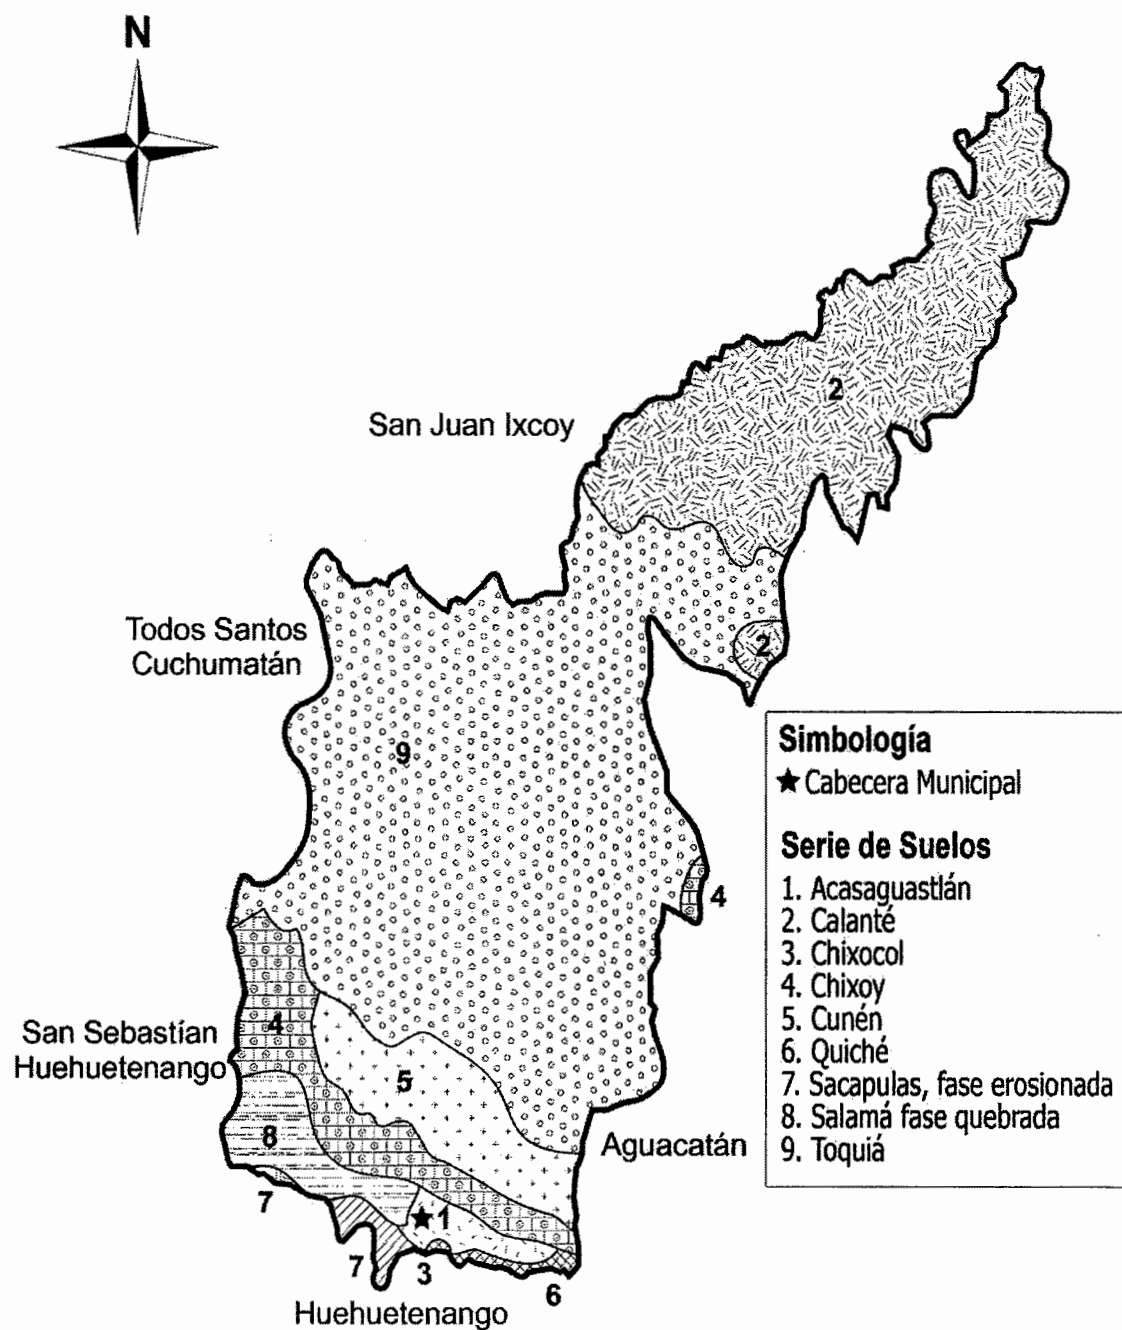 N
2
San Juan Ixcoy
Todos Santos
Cuchumatán
2
9
Simbología
Cabecera Municipal
Serie de Suelos
1. Acasaguastlán
2. Calanté
3. Chixocol
4. Chixoy
5. Cunén
6. Quiché
7. Sacapulas, fase erosionada
8. Salamá fase quebrada
9. Toquiá
4
San Sebastían
Huehuetenango
4
5
8
Aguacatán
7
1
7
3
6
Huehuetenango